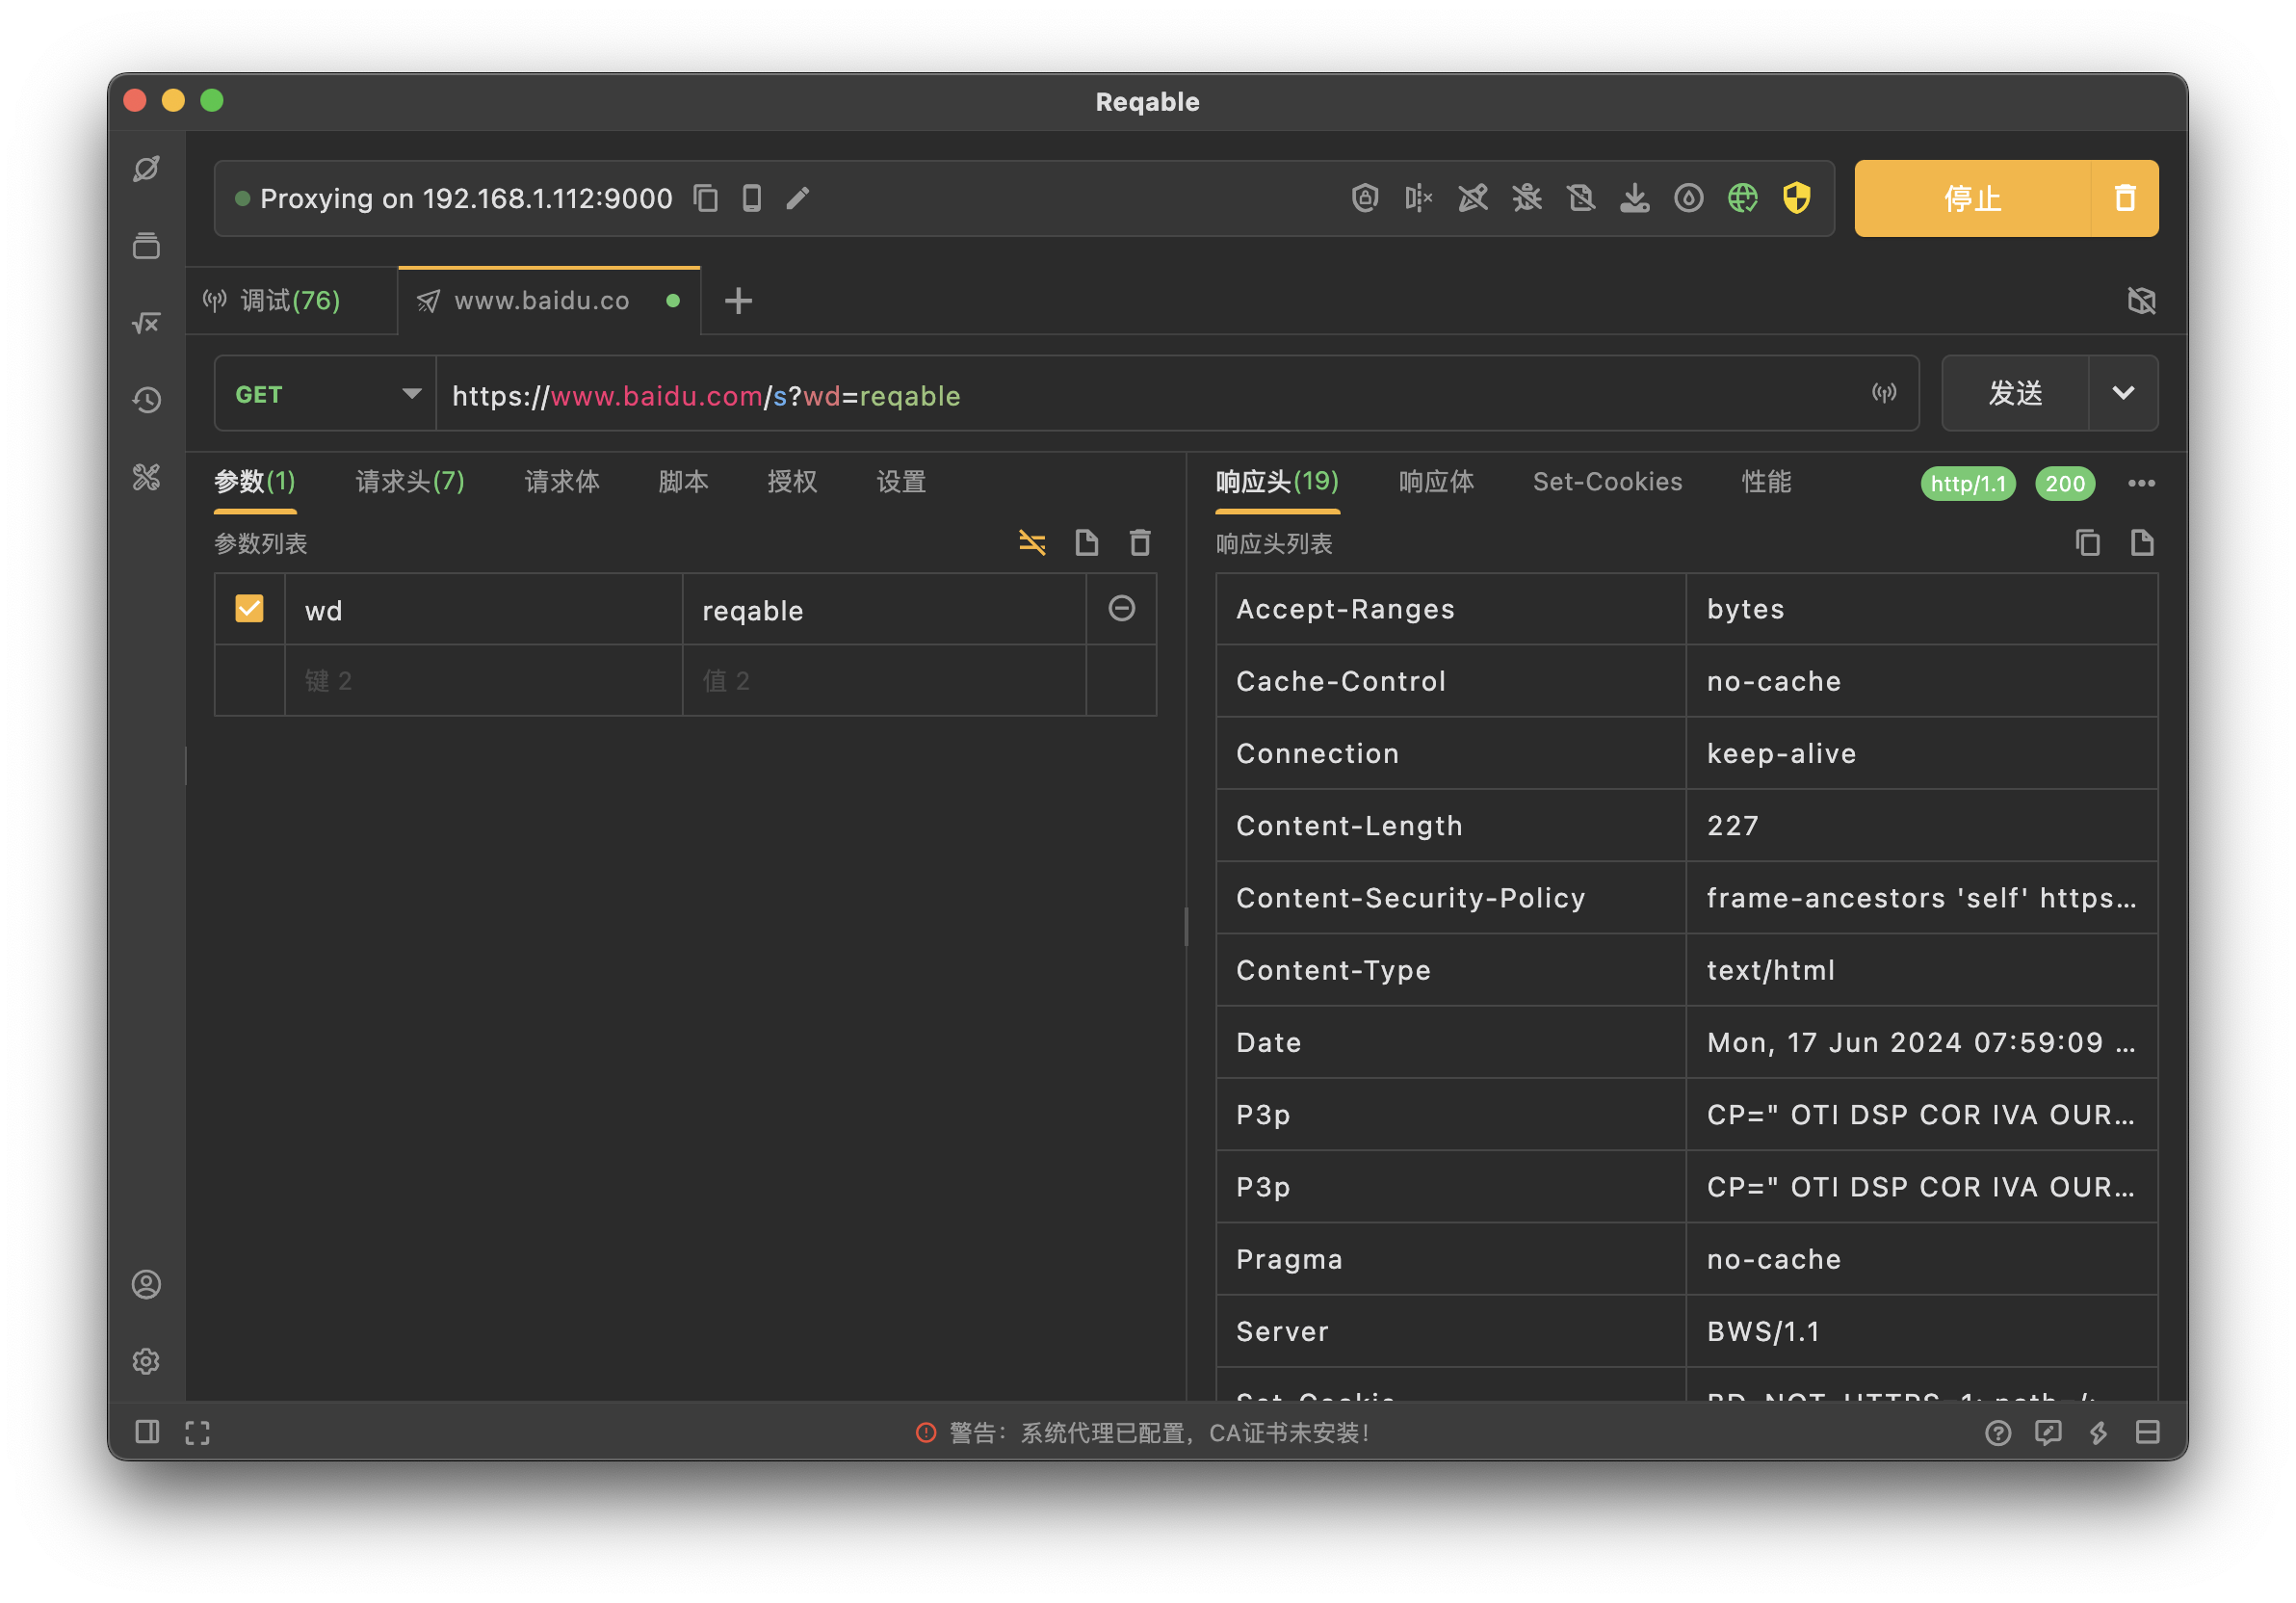 Reqable
Proxying on 192.168.1.112:9000
停止
调试(76)
www.baidu.co
GET
https://www.baidu.com/s?wd=reqable
发送
参数(1) 请求头(7) 请求体 脚本 授权 设置
响应头(19) 响应体 Set-Cookies 性能 http/1.1 200
参数列表
响应头列表
wd reqable
键 2 值 2
Accept-Ranges bytes
Cache-Control no-cache
Connection keep-alive
Content-Length 227
Content-Security-Policy frame-ancestors 'self' https...
Content-Type text/html
Date Mon, 17 Jun 2024 07:59:09 ...
P3p CP=" OTI DSP COR IVA OUR...
P3p CP=" OTI DSP COR IVA OUR...
Pragma no-cache
Server BWS/1.1
Set-Cookie BD_NOT_HTTPS=1; path=/;
警告：系统代理已配置，CA证书未安装！